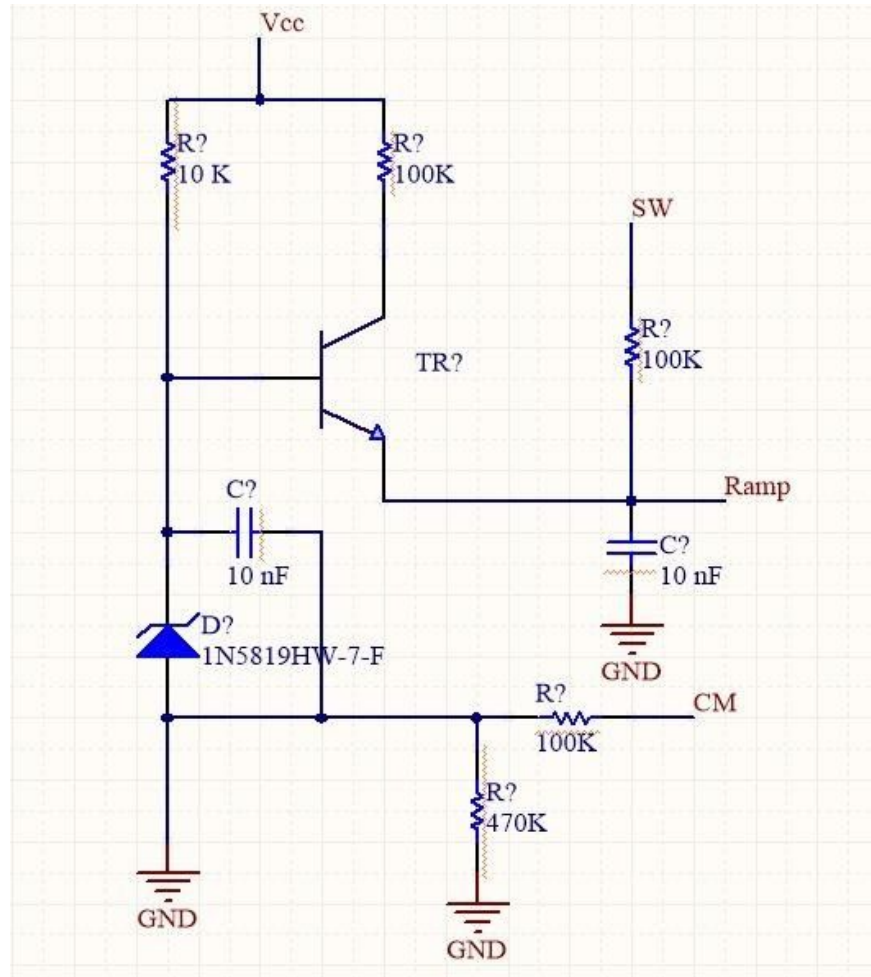 Vcc
R?
10 K
R?
100K
SW
R?
100K
TR?
Ramp
C?
10 nF
C?
10 nF
D?
1N5819HW-7-F
GND
R?
100K
CM
R?
470K
GND
GND